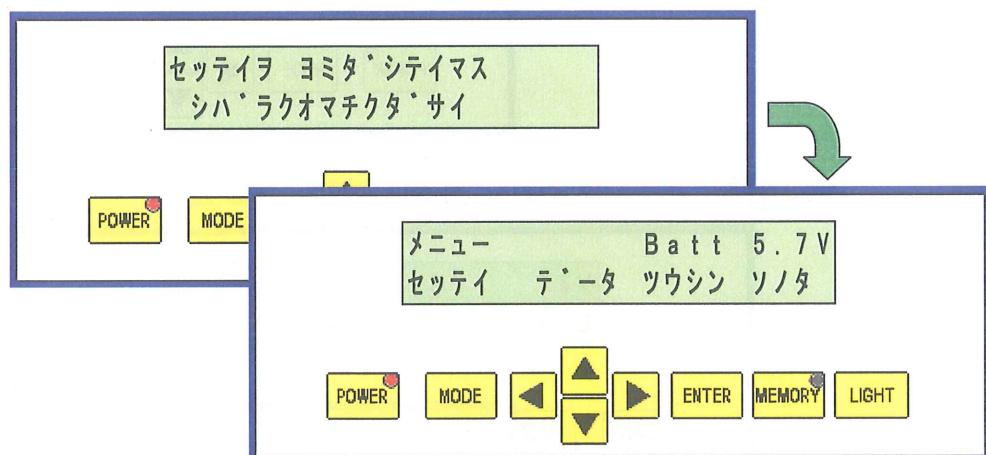 セッテイヲ ヨミダシテイマス
シバラクオマチクダサイ
POWER MODE
メニュー Batt 5.7V
セッテイ データ ツウシン ソノタ
POWER MODE ENTER MEMORY LIGHT